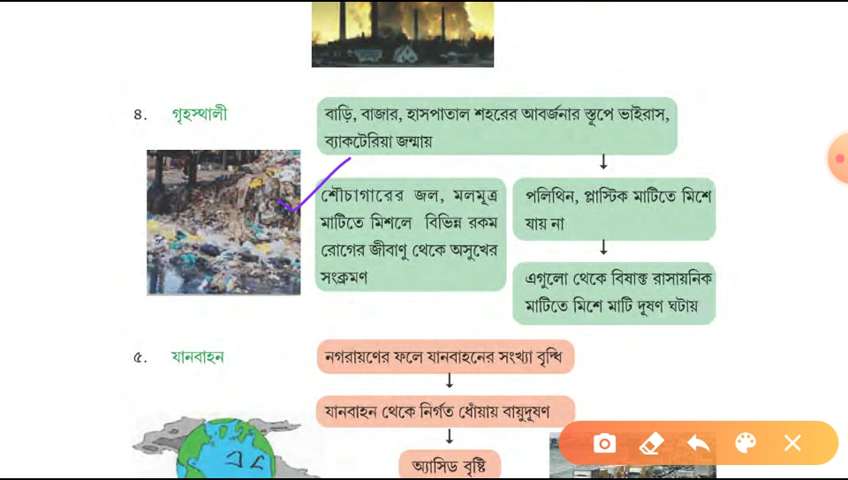 ৪. গৃহস্থালী
বাড়ি, বাজার, হাসপাতাল শহরের আবর্জনার স্তূপে ভাইরাস,
ব্যাকটেরিয়া জন্মায়
শৌচাগারের জল, মলমূত্র
মাটিতে মিশলে বিভিন্ন রকম
রোগের জীবাণু থেকে অসুখের
সংক্রমণ
পলিথিন, প্লাস্টিক মাটিতে মিশে
যায় না
এগুলো থেকে বিষাক্ত রাসায়নিক
মাটিতে মিশে মাটি দূষণ ঘটায়
৫. যানবাহন
নগরায়ণের ফলে যানবাহনের সংখ্যা বৃদ্ধি
যানবাহন থেকে নির্গত ধোঁয়ায় বায়ুদূষণ
অ্যাসিড বৃষ্টি